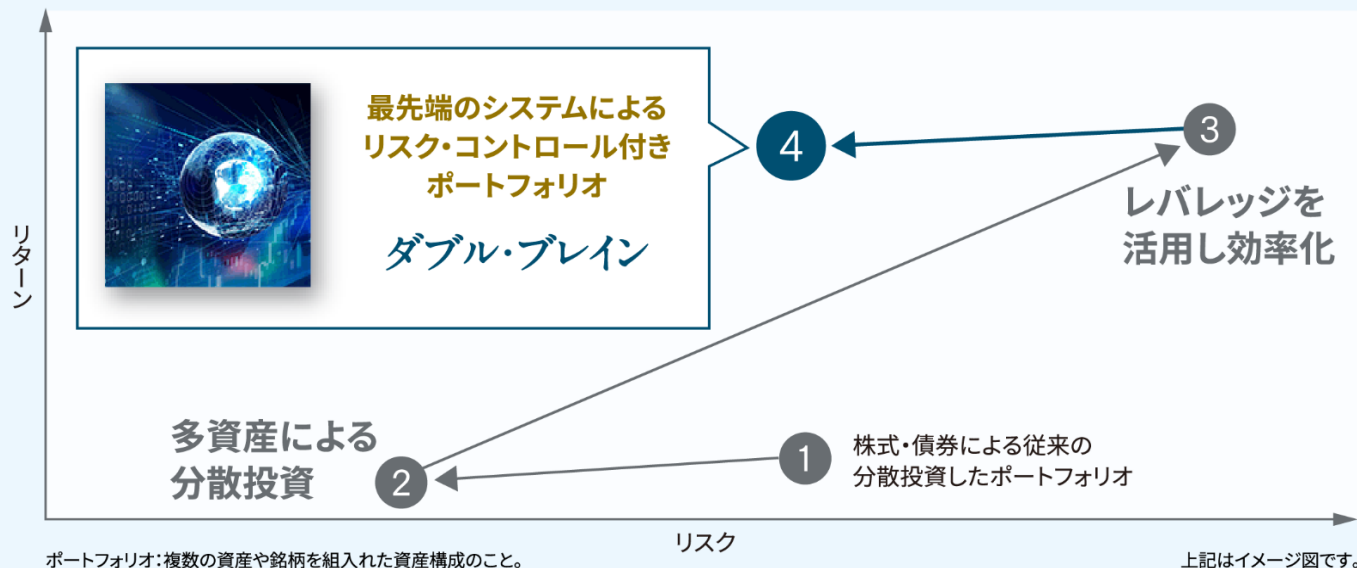 リターン
最先端のシステムによる
リスク・コントロール付き
ポートフォリオ
ダブル・ブレイン
4
3
レバレッジを
活用し効率化
多資産による
分散投資
2
1
株式・債券による従来の
分散投資したポートフォリオ
リスク
ポートフォリオ：複数の資産や銘柄を組入れた資産構成のこと。
上記はイメージ図です。